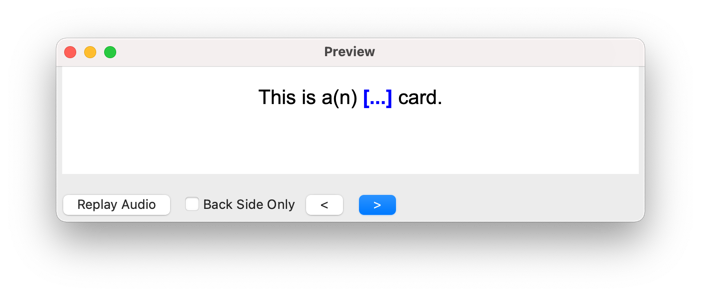 Preview
This is a(n) [...] card.
Replay Audio
Back Side Only
<
>